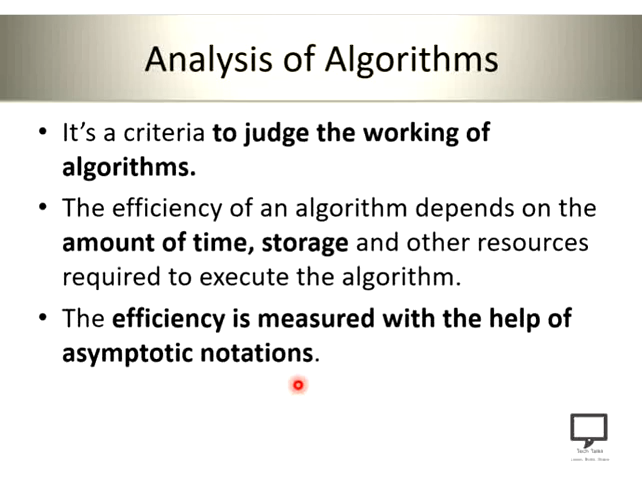 Analysis of Algorithms
• It's a criteria to judge the working of
algorithms.
• The efficiency of an algorithm depends on the
amount of time, storage and other resources
required to execute the algorithm.
• The efficiency is measured with the help of
asymptotic notations.
Tech Talks